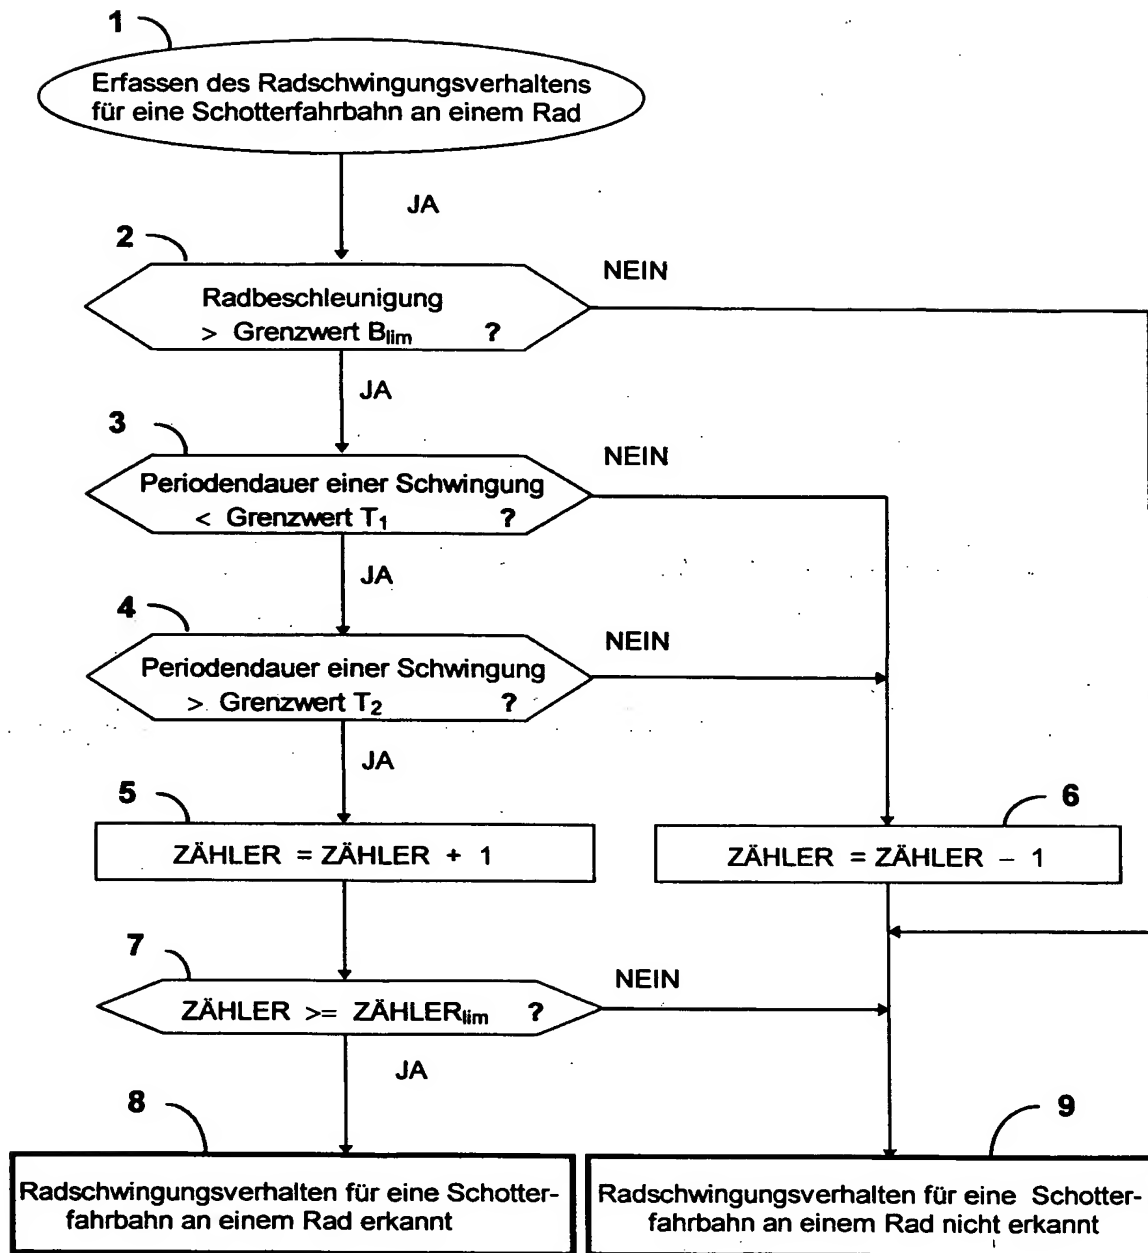 1
Erfassen des Radschwingungsverhaltens
für eine Schotterfahrbahn an einem Rad
JA
2
NEIN
Radbeschleunigung
> Grenzwert Blim ?
JA
3
NEIN
Periodendauer einer Schwingung
< Grenzwert T1 ?
JA
4
NEIN
Periodendauer einer Schwingung
> Grenzwert T2 ?
JA
5
6
ZÄHLER = ZÄHLER + 1
ZÄHLER = ZÄHLER – 1
7
NEIN
ZÄHLER >= ZÄHLERlim ?
JA
8
9
Radschwingungsverhalten für eine Schotter-
fahrbahn an einem Rad erkannt
Radschwingungsverhalten für eine Schotter-
fahrbahn an einem Rad nicht erkannt